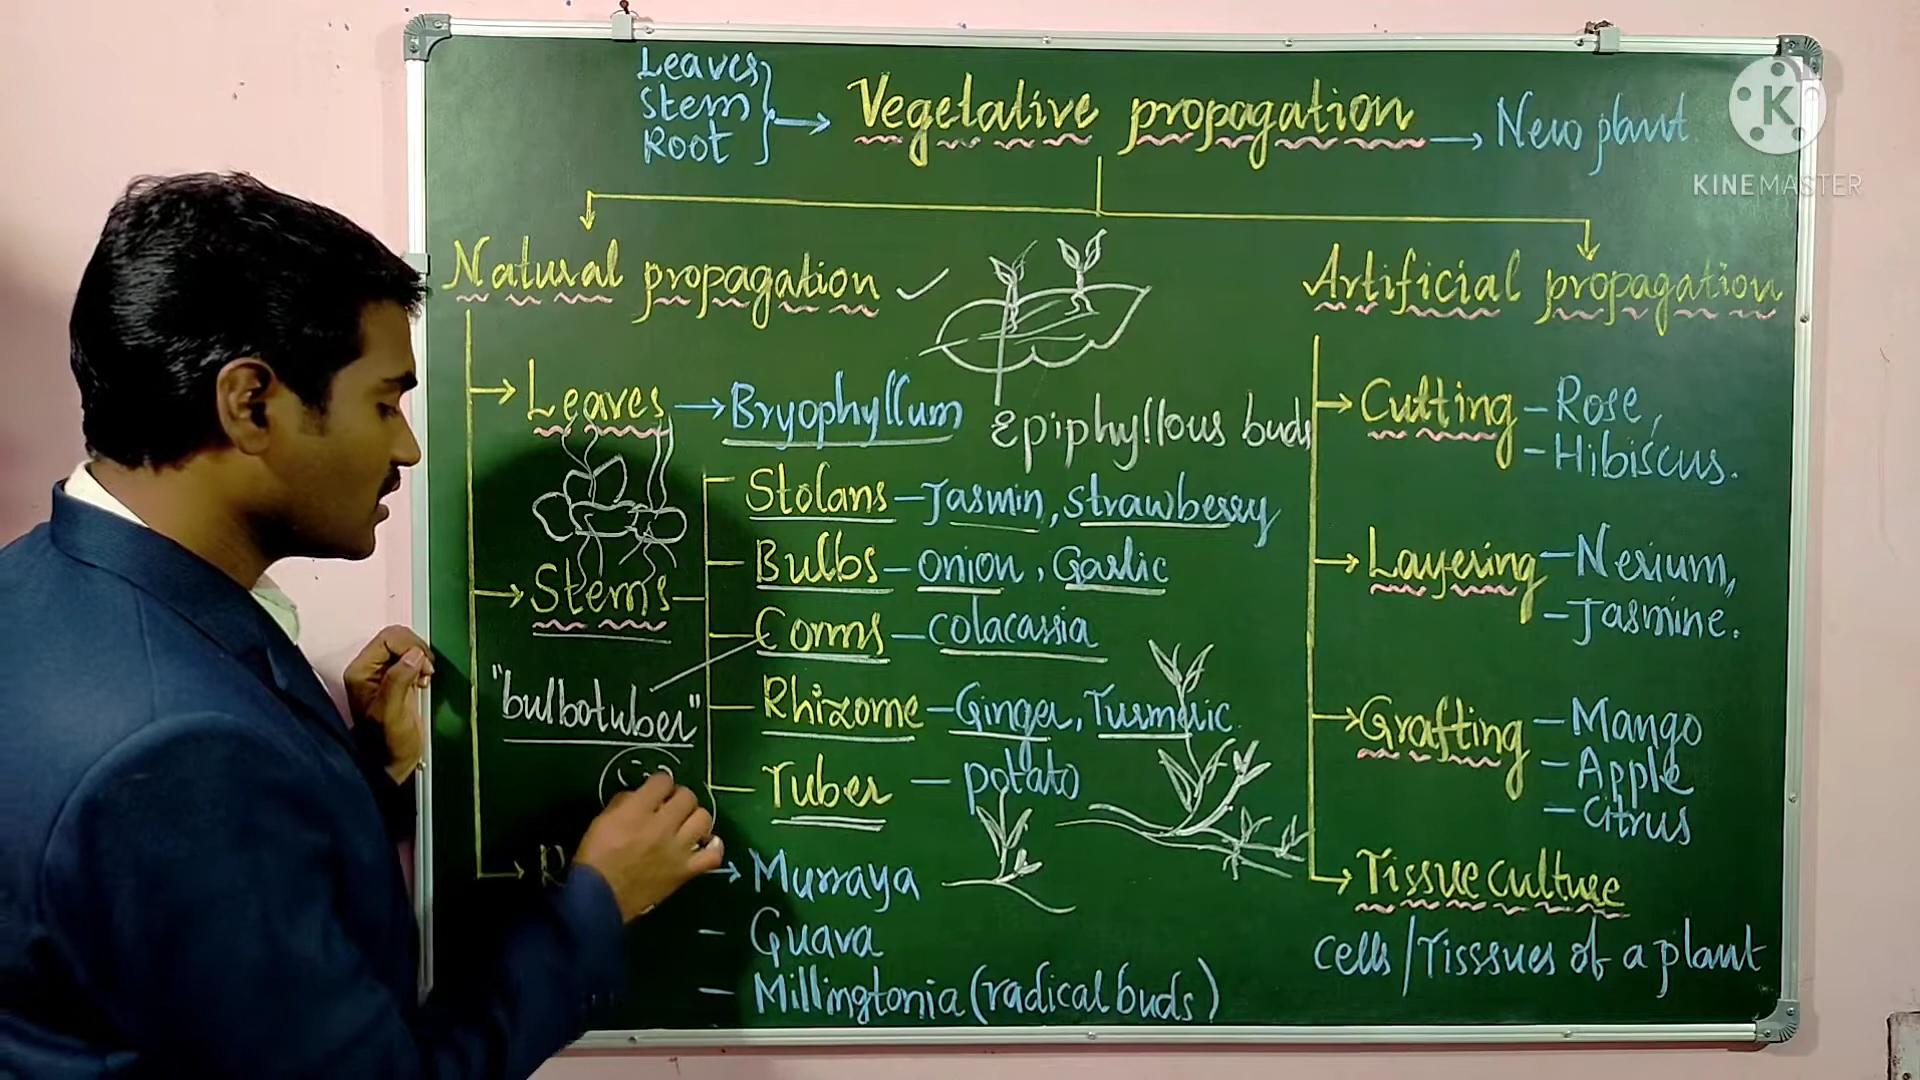 Leaves
Stem
Root
Vegetative propagation
New plant
KINEMASTER
Natural propagation
Artificial propagation
Leaves
Bryophyllum
Epiphyllous buds
Stems
Stolans - Jasmin, strawberry
Bulbs - onion, Garlic
Corms - colacassia
"bulbotuber"
Rhizome - Ginger, Turmeric.
Tuber - potato
Murraya
- Guava
- Millingtonia (radical buds)
Cutting - Rose,
- Hibiscus.
Layering - Nerium,
- Jasmine.
Grafting - Mango
- Apple
- citrus
Tissue culture
cells / Tisssues of a plant